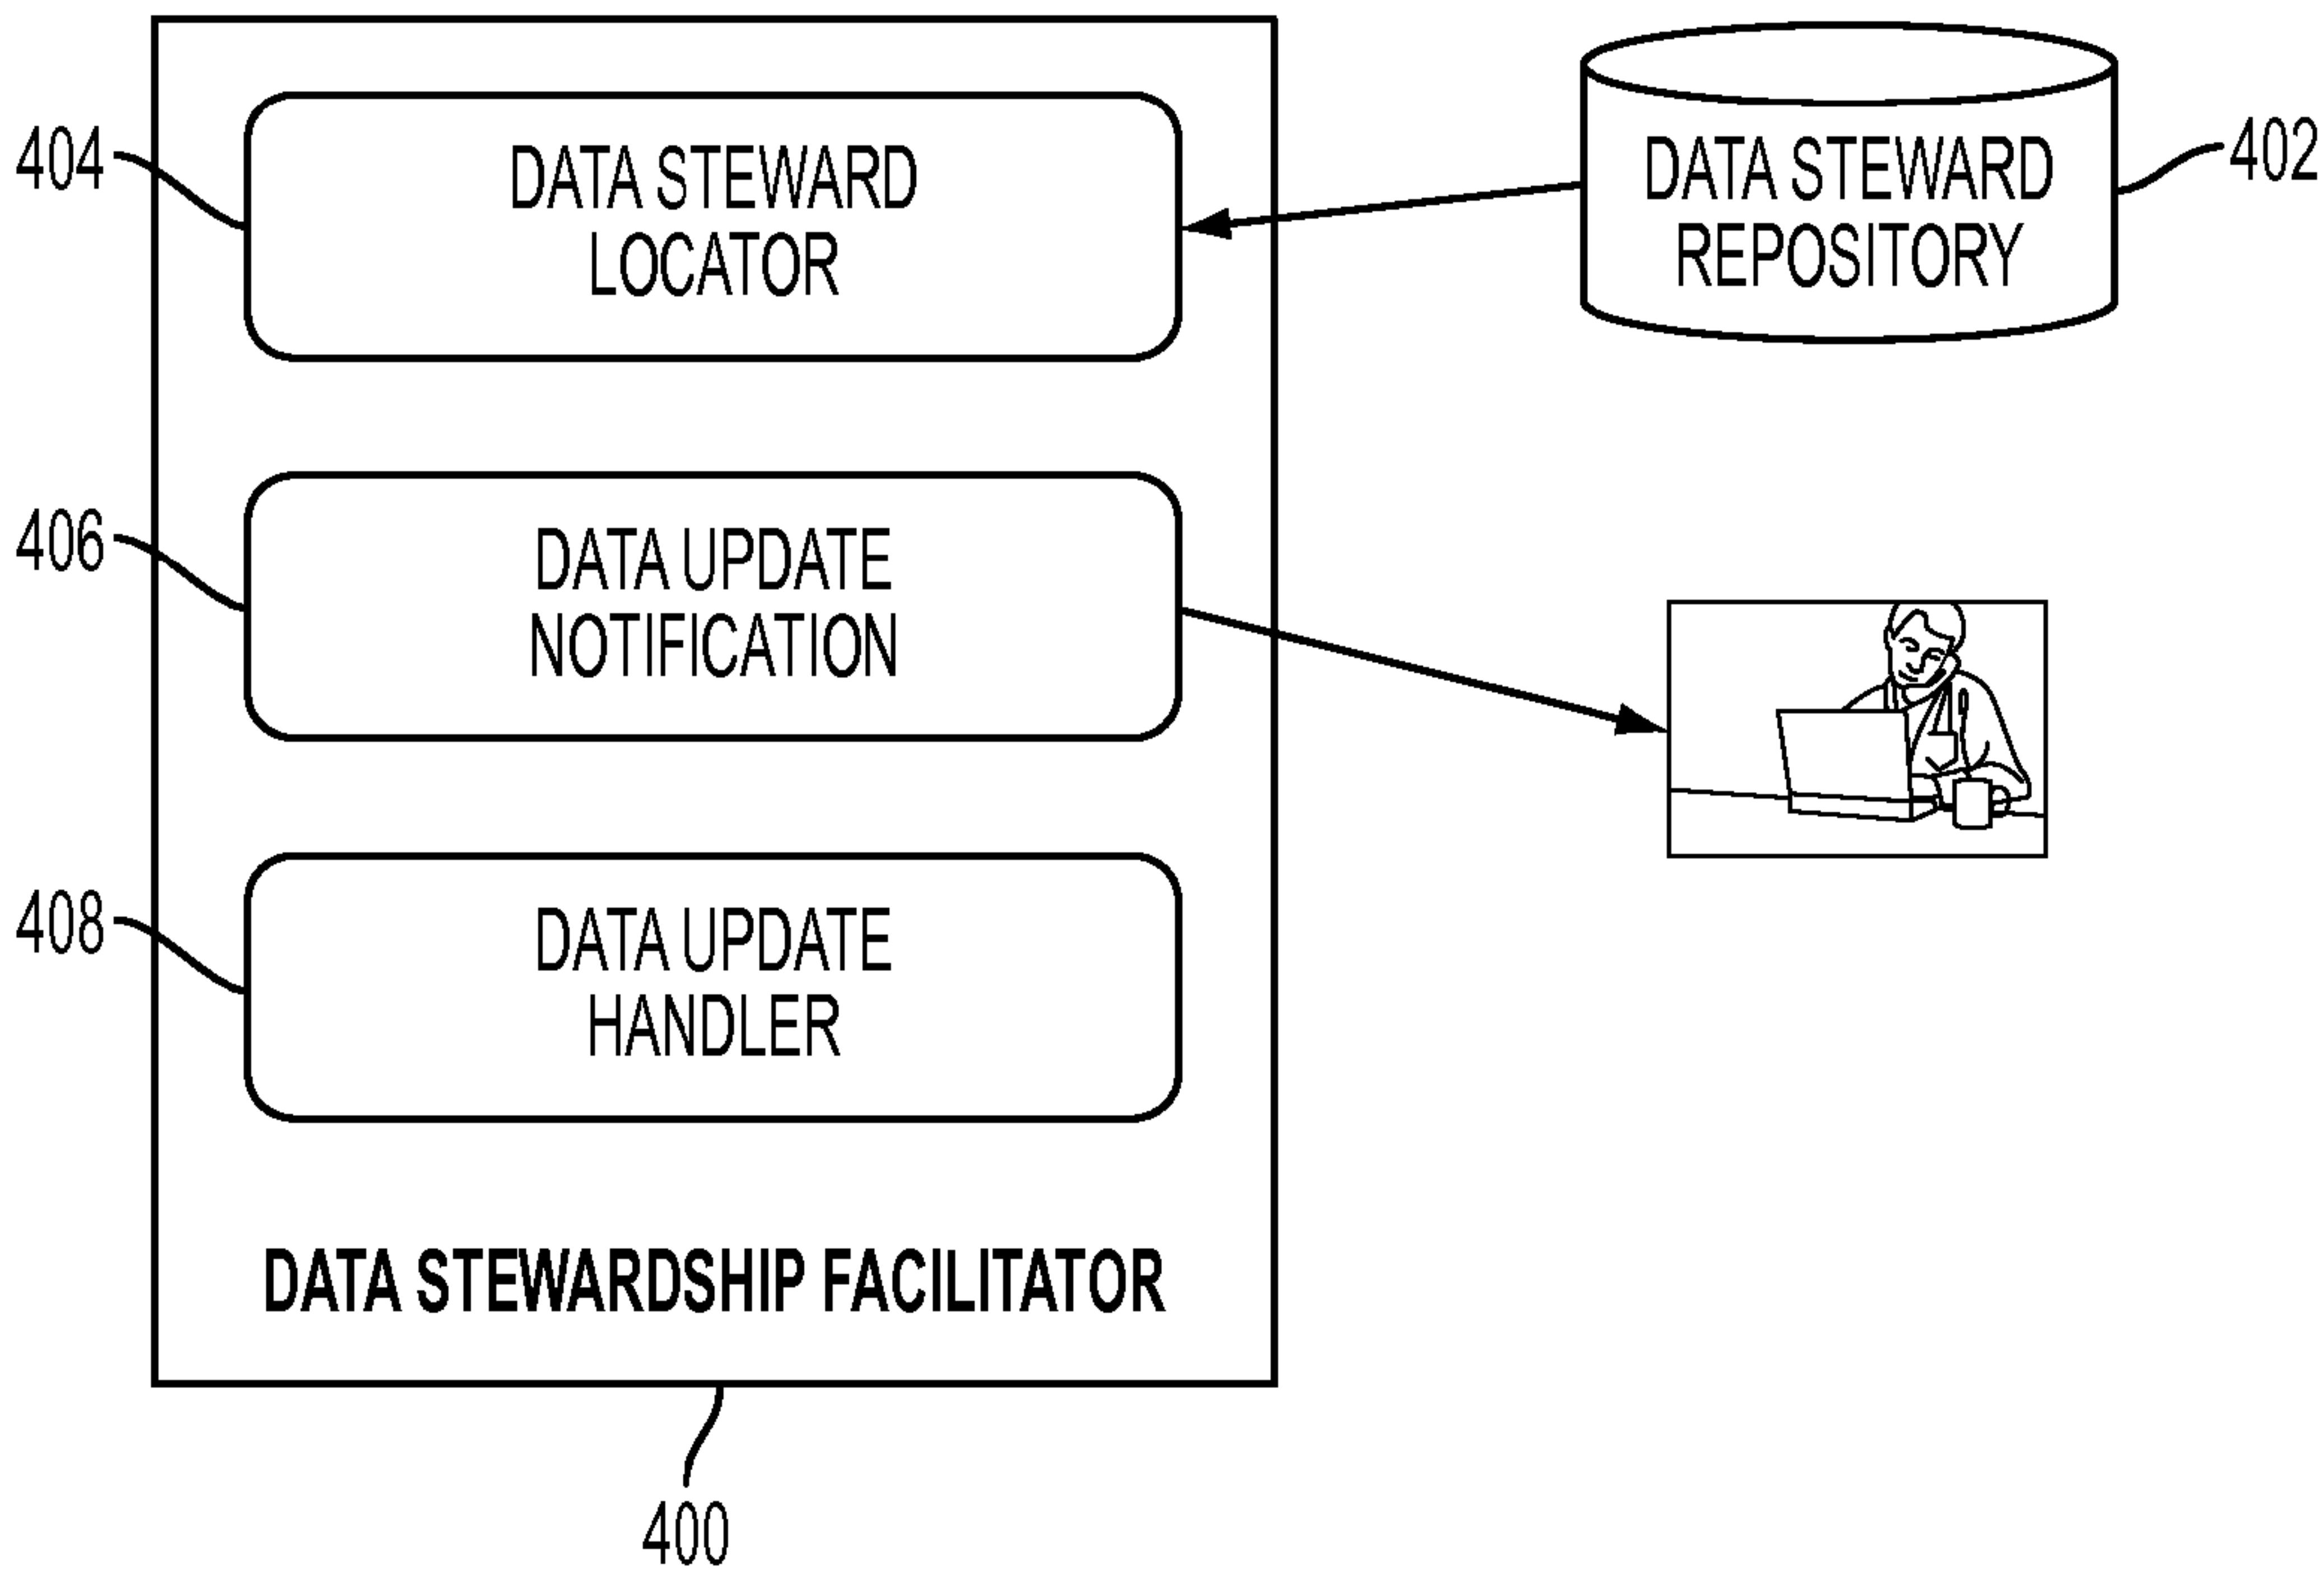 404
DATA STEWARD
LOCATOR
DATA STEWARD
REPOSITORY
402
406
DATA UPDATE
NOTIFICATION
408
DATA UPDATE
HANDLER
DATA STEWARDSHIP FACILITATOR
400